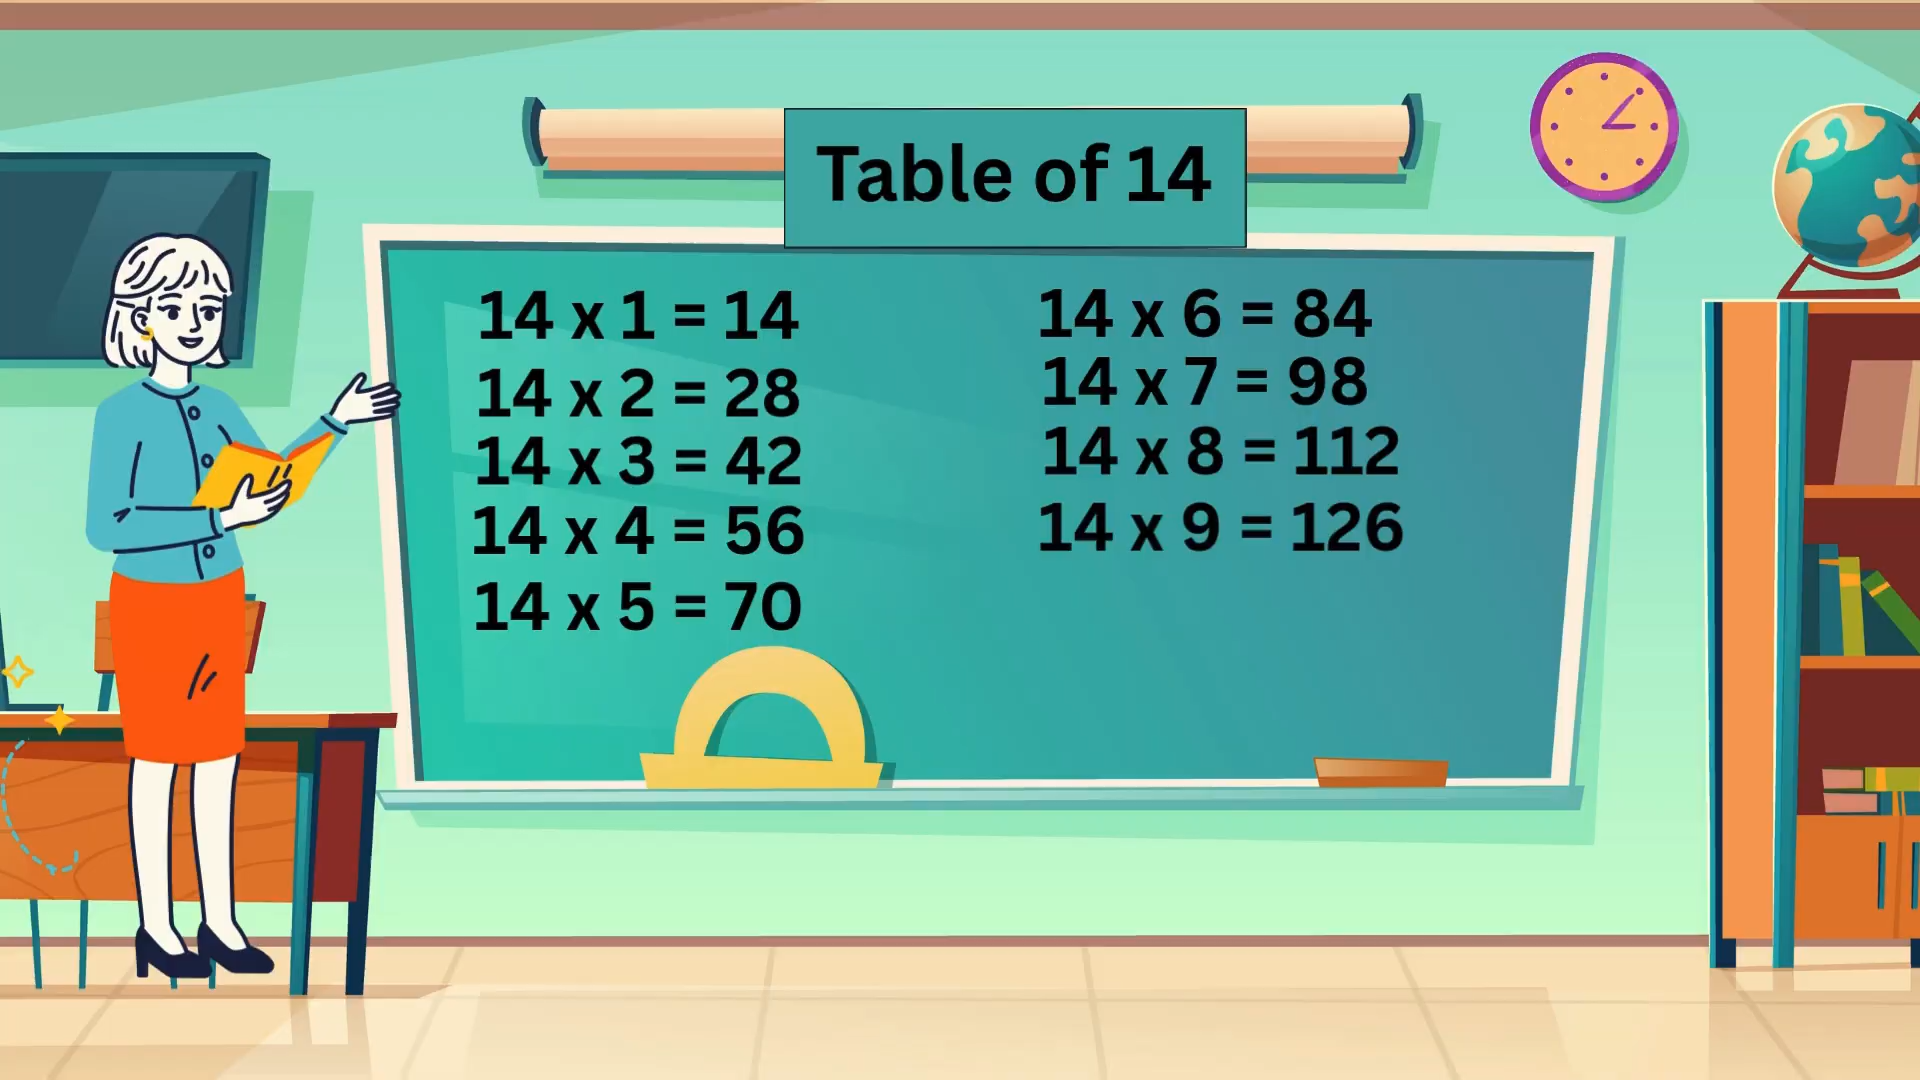 Table of 14
14 x 1 = 14
14 x 2 = 28
14 x 3 = 42
14 x 4 = 56
14 x 5 = 70
14 x 6 = 84
14 x 7 = 98
14 x 8 = 112
14 x 9 = 126